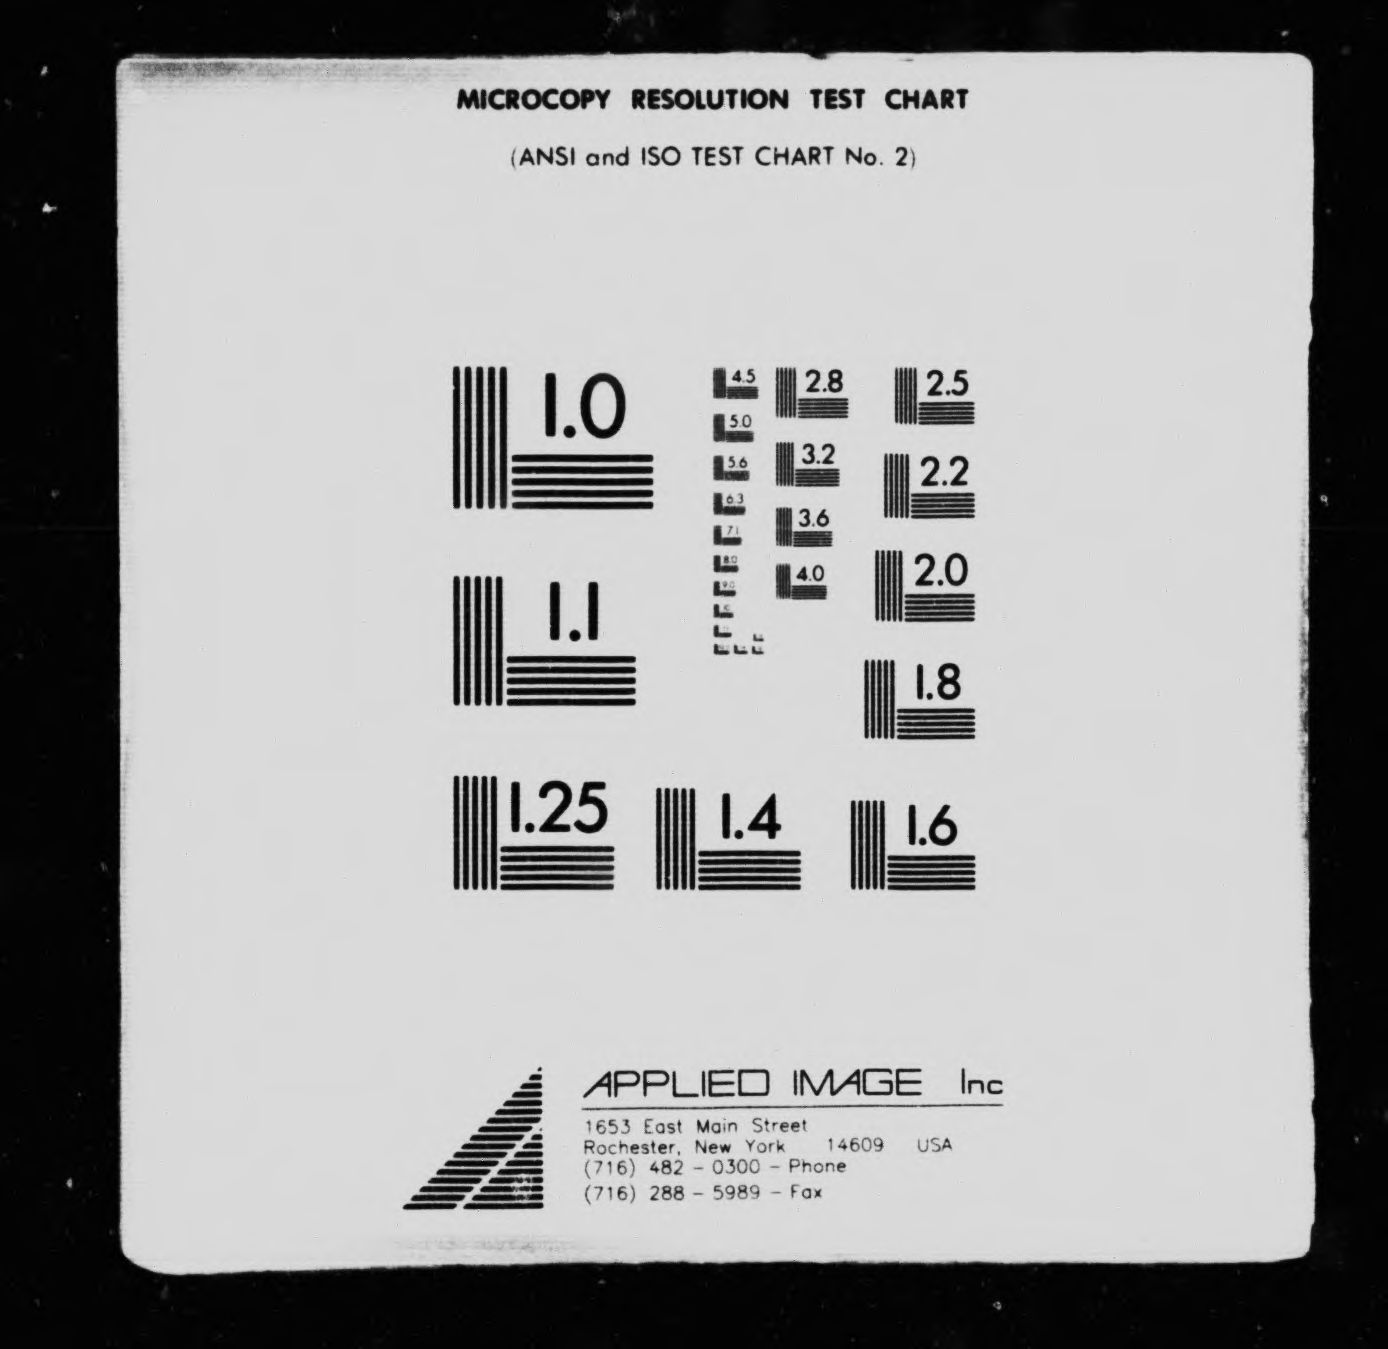 MICROCOPY RESOLUTION TEST CHART
(ANSI and ISO TEST CHART No. 2)
1.0
1.1
1.25
1.4
1.6
1.8
2.0
2.2
2.5
2.8
3.2
3.6
4.0
4.5
5.0
5.6
6.3
7.1
8.0
9.0
APPLIED IMAGE Inc
1653 East Main Street
Rochester, New York 14609 USA
(716) 482 - 0300 - Phone
(716) 288 - 5989 - Fax